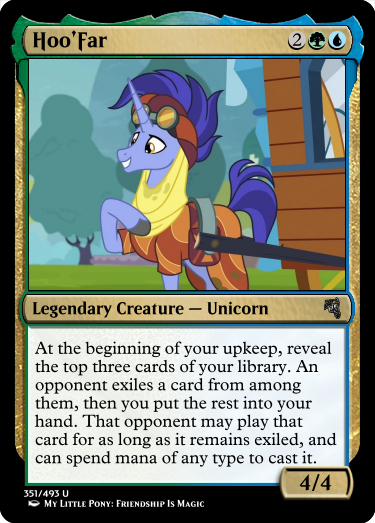 Hoo'Far 2
Legendary Creature — Unicorn
At the beginning of your upkeep, reveal
the top three cards of your library. An
opponent exiles a card from among
them, then you put the rest into your
hand. That opponent may play that
card for as long as it remains exiled, and
can spend mana of any type to cast it.
4/4
351/493 U
My Little Pony: Friendship Is Magic